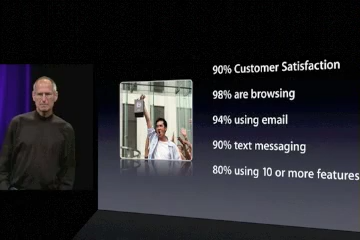 90% Customer Satisfaction
98% are browsing
94% using email
90% text messaging
80% using 10 or more features